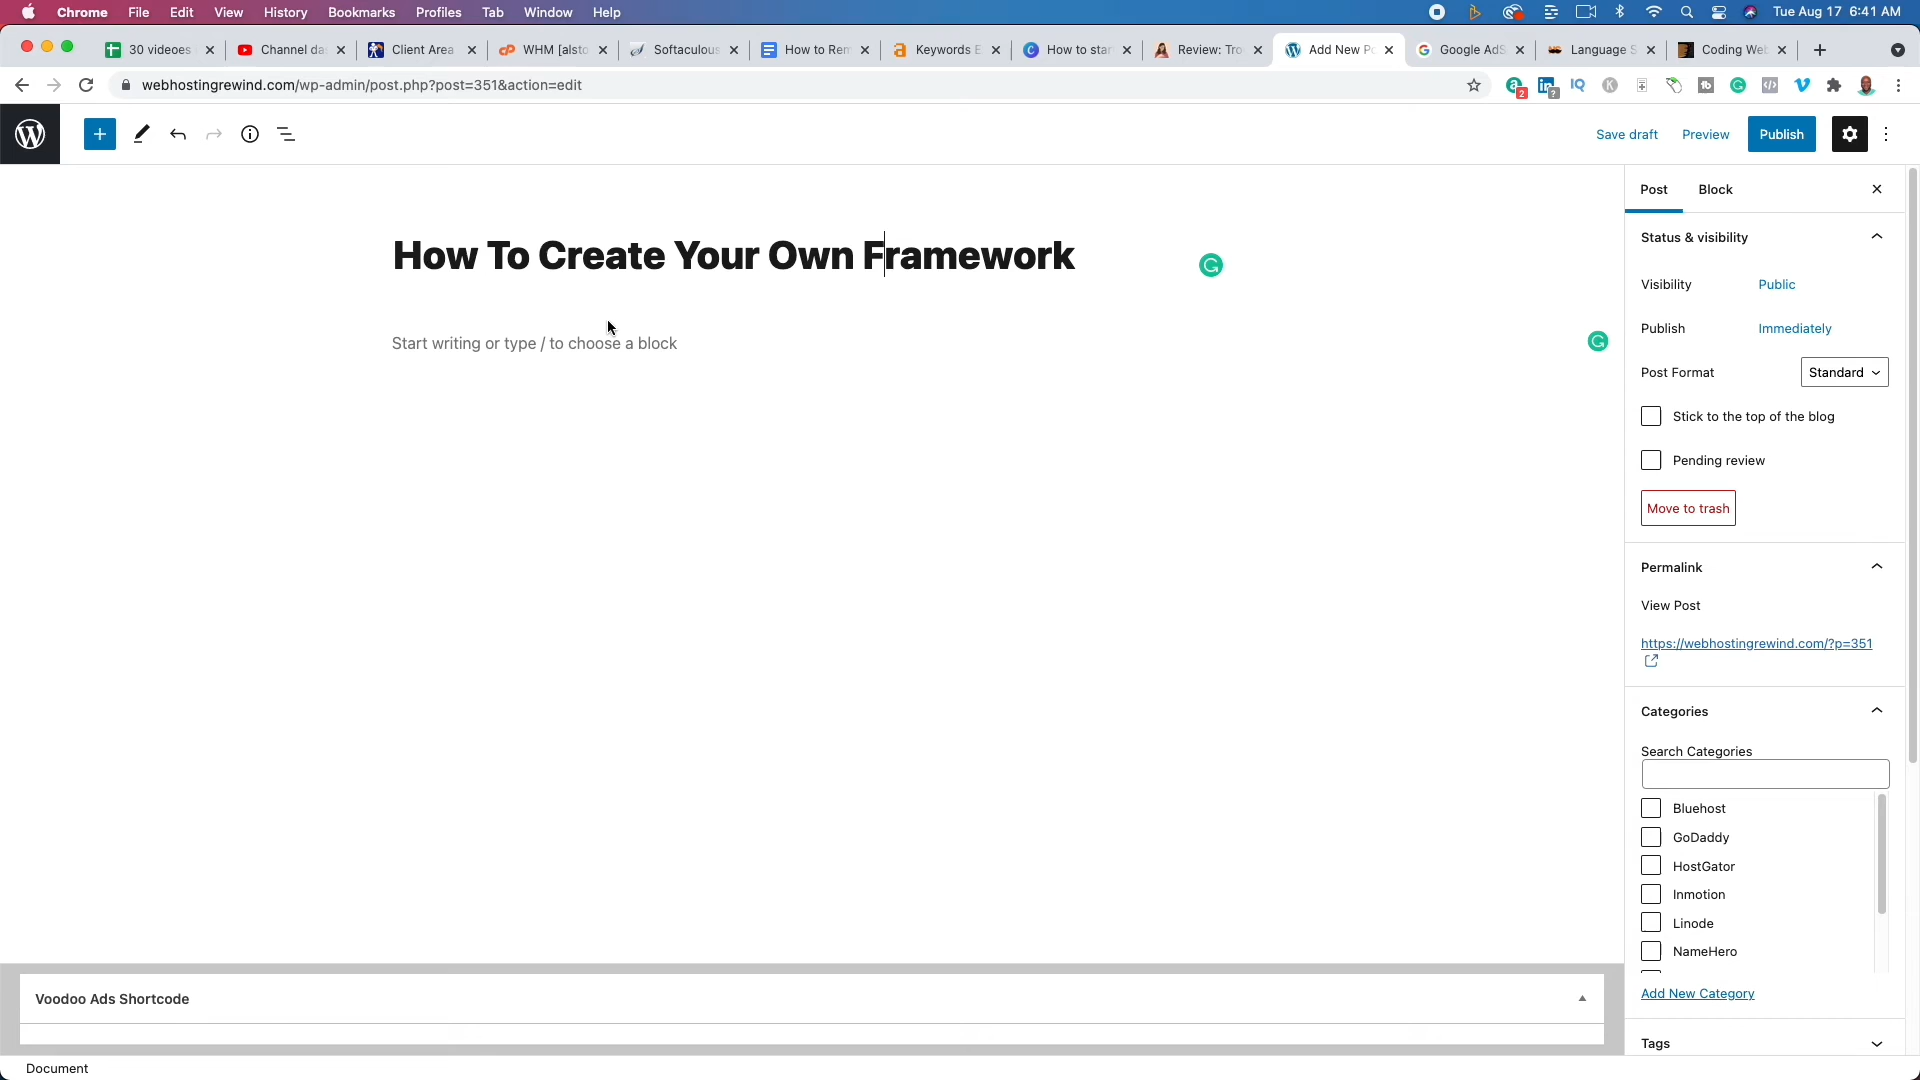 Chrome File Edit View History Bookmarks Profiles Tab Window Help Tue Aug 17 6:41 AM
30 videoes Channel da Client Area WHM [alsto Softaculous How to Rem Keywords E How to star Review: Tro Add New P Google AdS Language S Coding Web
webhostingrewind.com/wp-admin/post.php?post=351&action=edit
Save draft Preview Publish
Post Block
Status & visibility
How To Create Your Own Framework
Visibility Public
Start writing or type / to choose a block
Publish Immediately
Post Format Standard
Stick to the top of the blog
Pending review
Move to trash
Permalink
View Post
https://webhostingrewind.com/?p=351
Categories
Search Categories
Bluehost
GoDaddy
HostGator
Inmotion
Linode
NameHero
Add New Category
Voodoo Ads Shortcode
Tags
Document